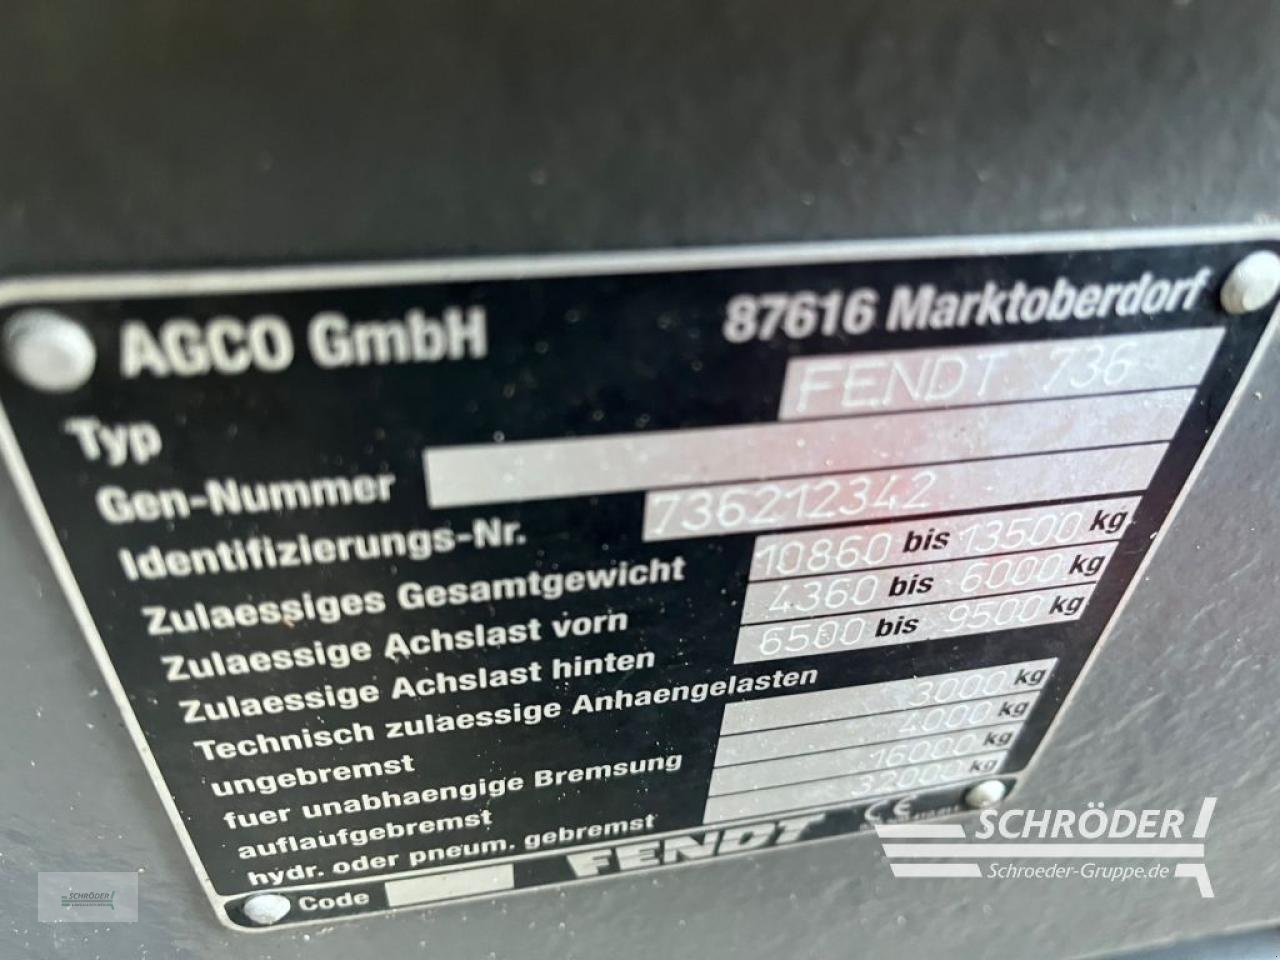 AGCO GmbH 87616 Marktoberdorf
Typ FENDT 736
Gen-Nummer
Identifizierungs-Nr. 736212342
Zulaessiges Gesamtgewicht 10860 bis 13500 kg
Zulaessige Achslast vorn 4360 bis 6000 kg
Zulaessige Achslast hinten 6500 bis 9500 kg
Technisch zulaessige Anhaengelasten
ungebremst 3000 kg
fuer unabhaengige Bremsung 4000 kg
auflaufgebremst 16000 kg
hydr. oder pneum. gebremst 32000 kg
Code FENDT CE
SCHRÖDER
Schroeder-Gruppe.de
SCHRÖDER